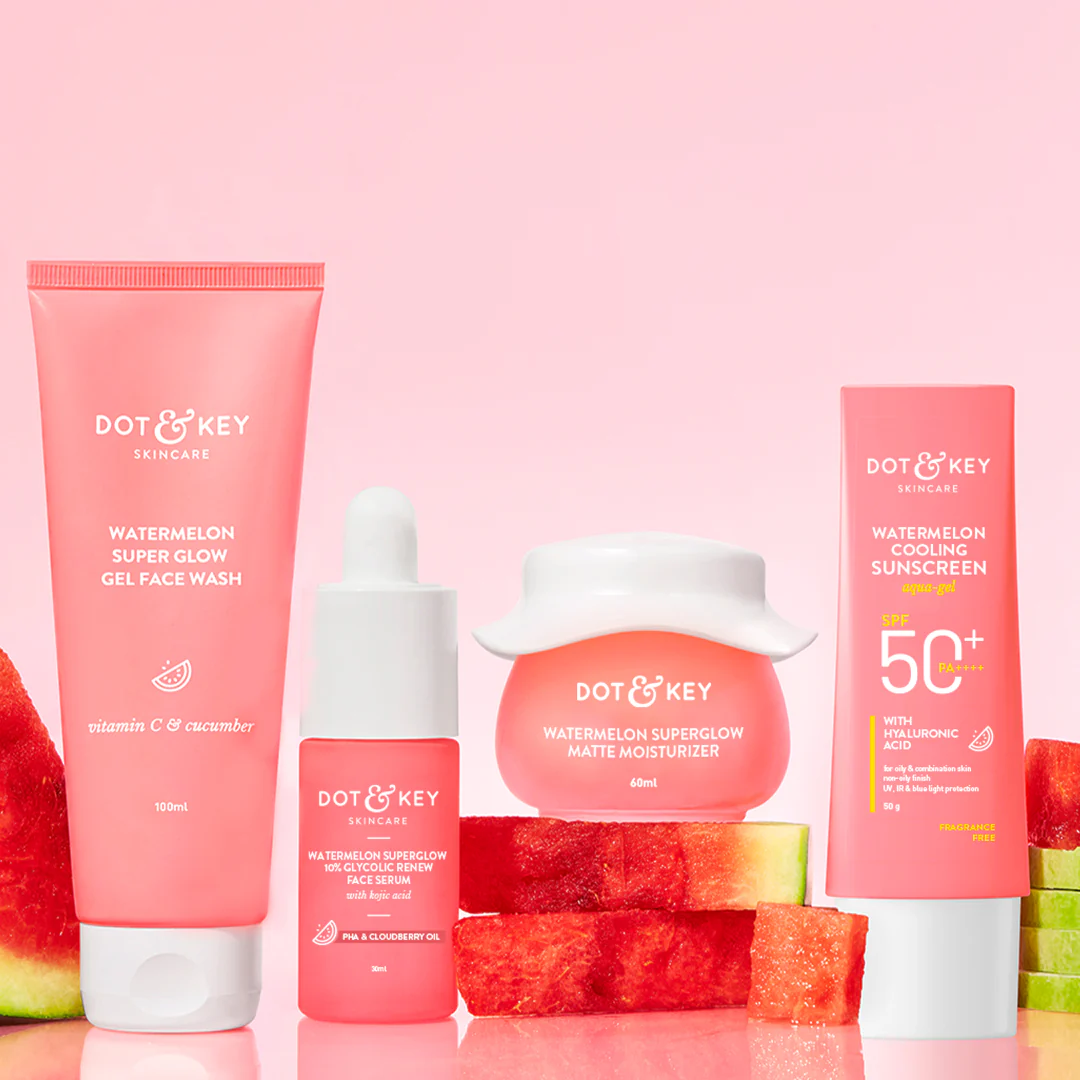 DOT & KEY
SKINCARE
WATERMELON
SUPER GLOW
GEL FACE WASH
vitamin C & cucumber
100ml
DOT & KEY
SKINCARE
WATERMELON SUPERGLOW
10% GLYCOLIC RENEW
FACE SERUM
with kojic acid
PHA & CLOUDBERRY OIL
30ml
DOT & KEY
WATERMELON SUPERGLOW
MATTE MOISTURIZER
60ml
DOT & KEY
SKINCARE
WATERMELON
COOLING
SUNSCREEN
aqua-gel
SPF
50+
PA++++
WITH
HYALURONIC
ACID
for oily & combination skin
non-oily finish
UV, IR & blue light protection
50 g
FRAGRANCE
FREE